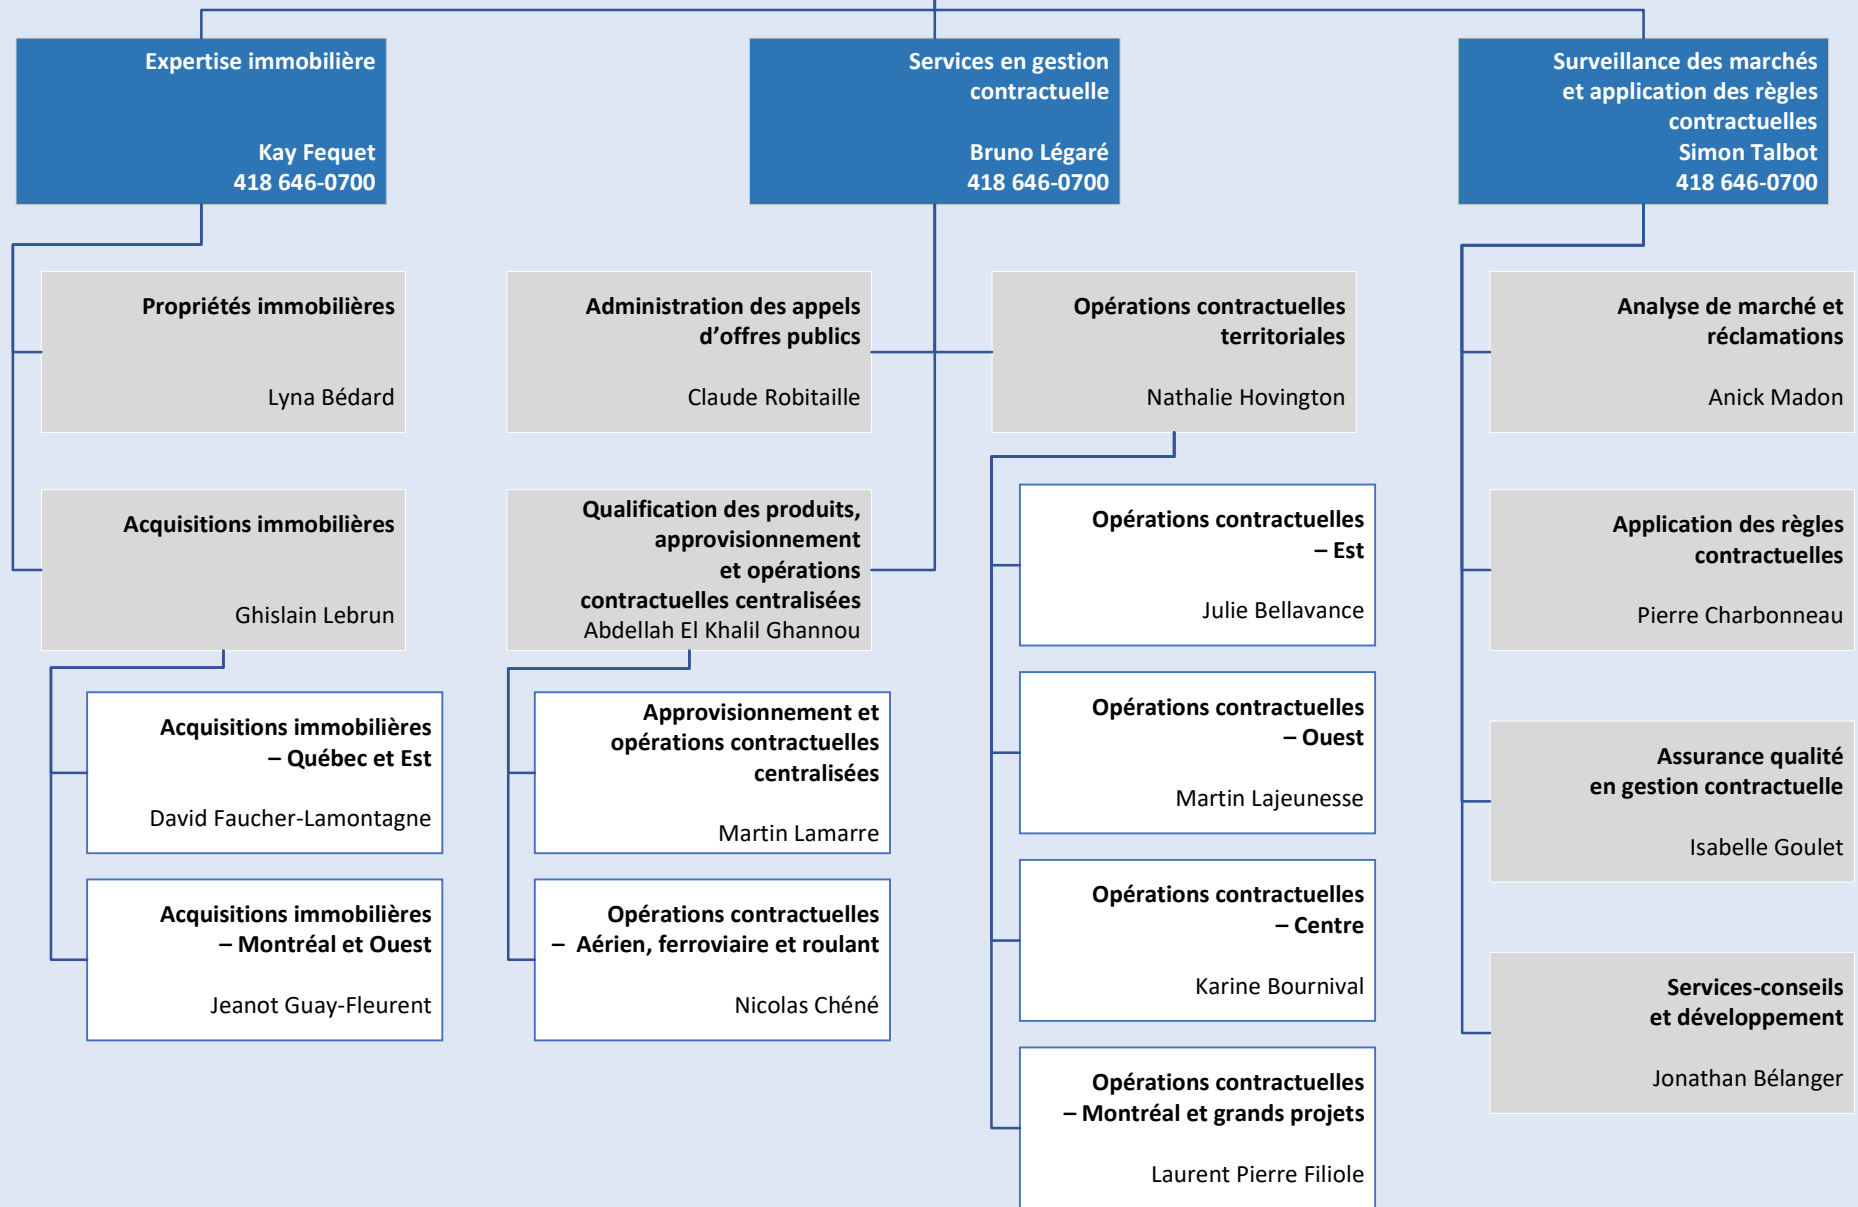 Expertise immobilière
Kay Fequet
418 646-0700
Services en gestion
contractuelle
Bruno Légaré
418 646-0700
Surveillance des marchés
et application des règles
contractuelles
Simon Talbot
418 646-0700
Propriétés immobilières
Lyna Bédard
Acquisitions immobilières
Ghislain Lebrun
Acquisitions immobilières
– Québec et Est
David Faucher-Lamontagne
Acquisitions immobilières
– Montréal et Ouest
Jeanot Guay-Fleurent
Administration des appels
d’offres publics
Claude Robitaille
Qualification des produits,
approvisionnement
et opérations
contractuelles centralisées
Abdellah El Khalil Ghannou
Approvisionnement et
opérations contractuelles
centralisées
Martin Lamarre
Opérations contractuelles
– Aérien, ferroviaire et roulant
Nicolas Chéné
Opérations contractuelles
territoriales
Nathalie Hovington
Opérations contractuelles
– Est
Julie Bellavance
Opérations contractuelles
– Ouest
Martin Lajeunesse
Opérations contractuelles
– Centre
Karine Bournival
Opérations contractuelles
– Montréal et grands projets
Laurent Pierre Filiole
Analyse de marché et
réclamations
Anick Madon
Application des règles
contractuelles
Pierre Charbonneau
Assurance qualité
en gestion contractuelle
Isabelle Goulet
Services-conseils
et développement
Jonathan Bélanger